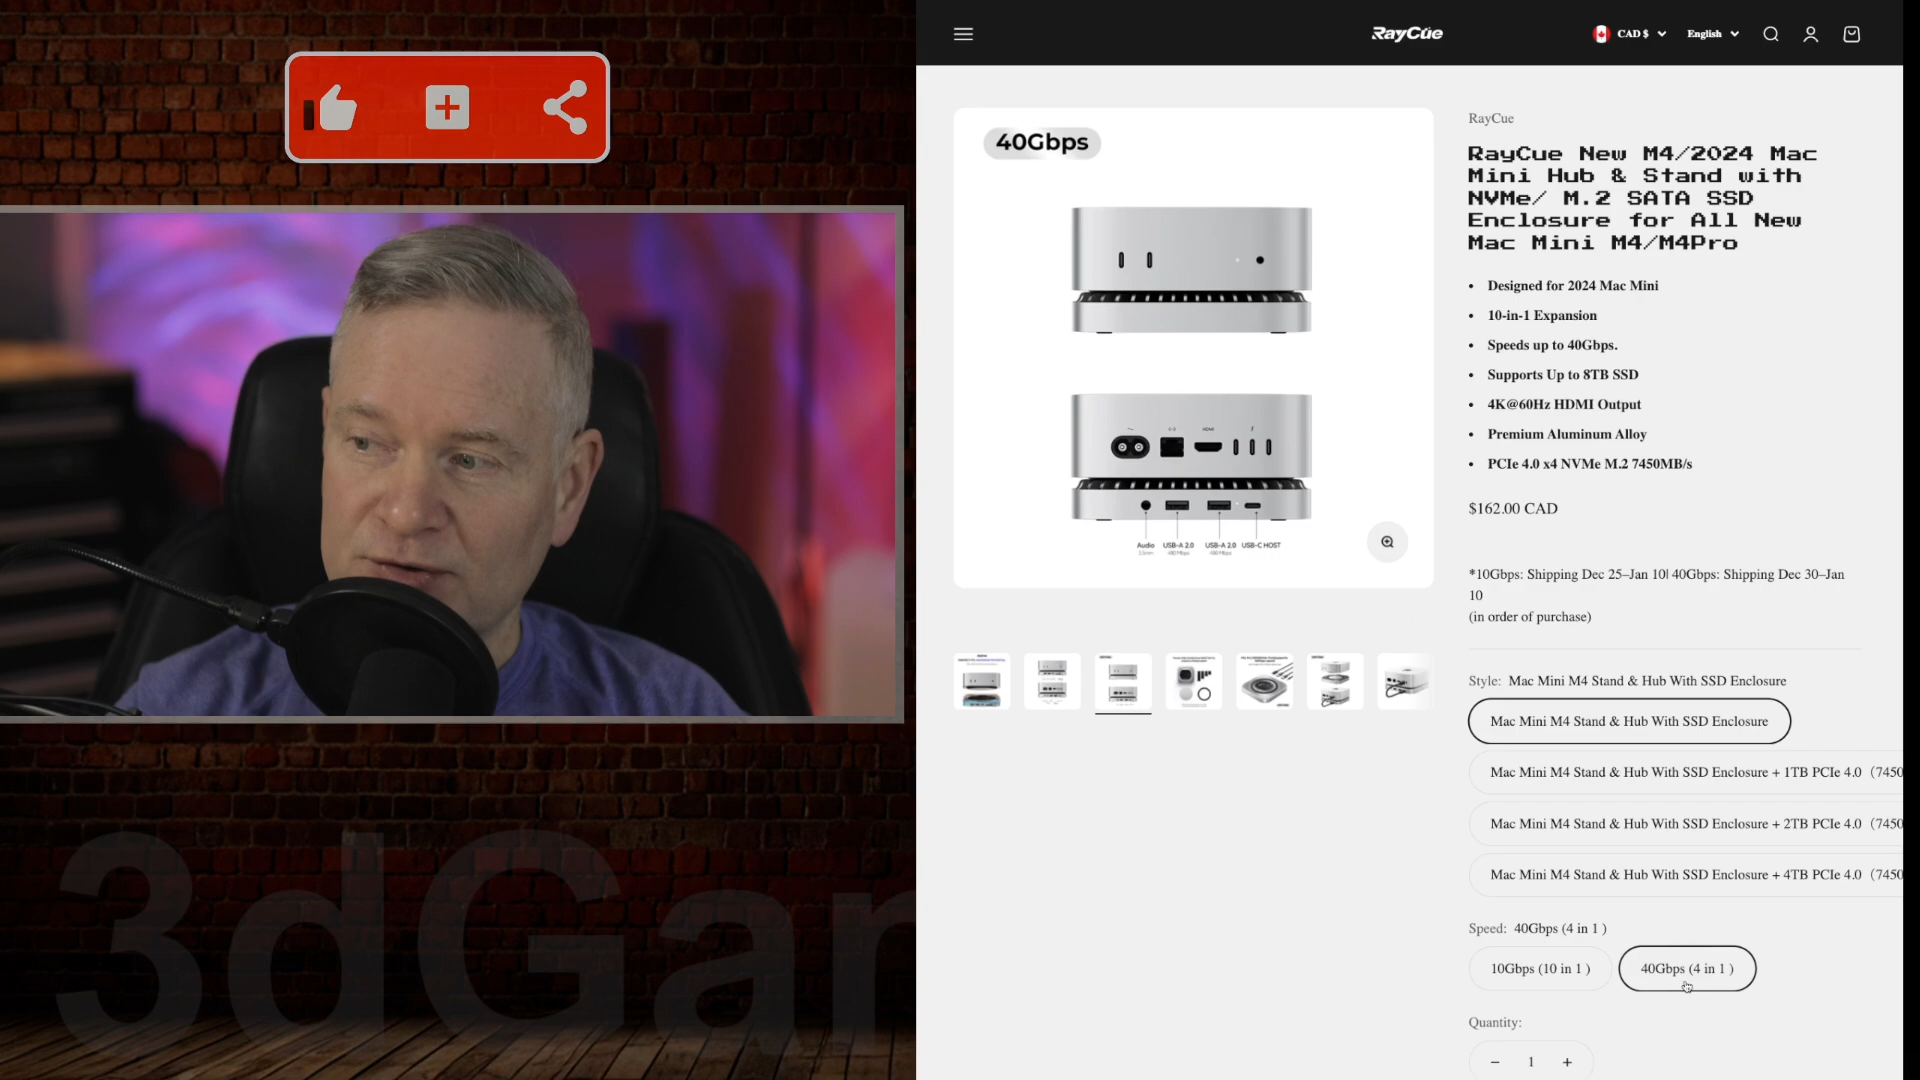 RayCue
CAD $
English
40Gbps
HDMI
Audio
3.5mm
USB-A 2.0
480Mbps
USB-A 2.0
480Mbps
USB-C HOST
RayCue
RayCue New M4/2024 Mac
Mini Hub & Stand with
NVMe/ M.2 SATA SSD
Enclosure for All New
Mac Mini M4/M4Pro
• Designed for 2024 Mac Mini
• 10-in-1 Expansion
• Speeds up to 40Gbps.
• Supports Up to 8TB SSD
• 4K@60Hz HDMI Output
• Premium Aluminum Alloy
• PCIe 4.0 x4 NVMe M.2 7450MB/s
$162.00 CAD
*10Gbps: Shipping Dec 25–Jan 10| 40Gbps: Shipping Dec 30–Jan
10
(in order of purchase)
Style: Mac Mini M4 Stand & Hub With SSD Enclosure
Mac Mini M4 Stand & Hub With SSD Enclosure
Mac Mini M4 Stand & Hub With SSD Enclosure + 1TB PCIe 4.0（7450
Mac Mini M4 Stand & Hub With SSD Enclosure + 2TB PCIe 4.0（7450
Mac Mini M4 Stand & Hub With SSD Enclosure + 4TB PCIe 4.0（7450
Speed: 40Gbps (4 in 1 )
10Gbps (10 in 1 )
40Gbps (4 in 1 )
Quantity:
− 1 +
3dGa